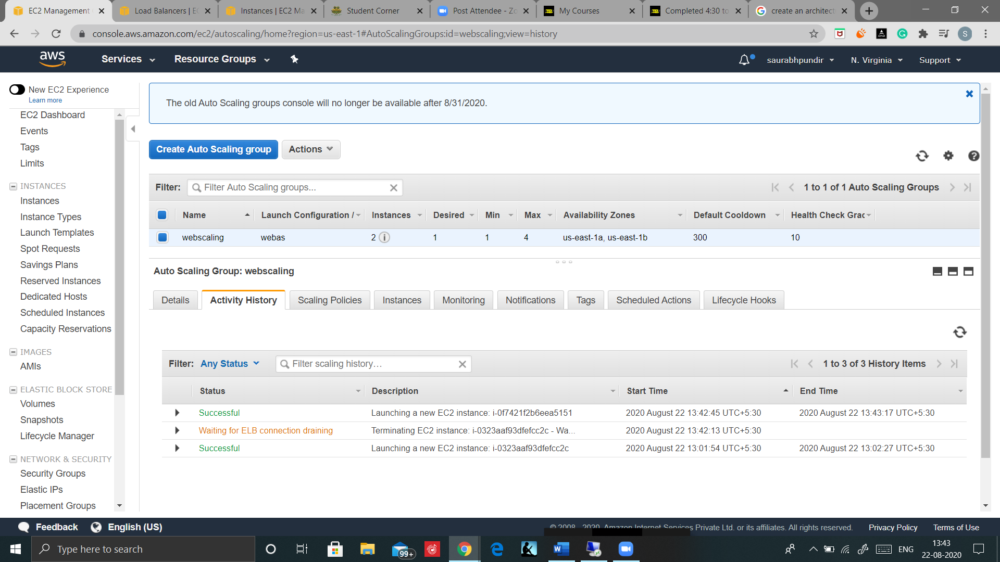 EC2 Management
Load Balancers | EC
Instances | EC2 Ma
Student Corner
Post Attendee - Zo
My Courses
Completed 4:30 to
create an architect
console.aws.amazon.com/ec2/autoscaling/home?region=us-east-1#AutoScalingGroups:id=webscaling;view=history
S
aws
Services
Resource Groups
saurabhpundir
N. Virginia
Support
New EC2 Experience
Learn more
EC2 Dashboard
Events
Tags
Limits
INSTANCES
Instances
Instance Types
Launch Templates
Spot Requests
Savings Plans
Reserved Instances
Dedicated Hosts
Scheduled Instances
Capacity Reservations
IMAGES
AMIs
ELASTIC BLOCK STORE
Volumes
Snapshots
Lifecycle Manager
NETWORK & SECURITY
Security Groups
Elastic IPs
Placement Groups
The old Auto Scaling groups console will no longer be available after 8/31/2020.
Create Auto Scaling group
Actions
Filter: Filter Auto Scaling groups...
1 to 1 of 1 Auto Scaling Groups
Name Launch Configuration / Instances Desired Min Max Availability Zones Default Cooldown Health Check Grac
webscaling webas 2 1 1 4 us-east-1a, us-east-1b 300 10
Auto Scaling Group: webscaling
Details
Activity History
Scaling Policies
Instances
Monitoring
Notifications
Tags
Scheduled Actions
Lifecycle Hooks
Filter: Any Status Filter scaling history...
1 to 3 of 3 History Items
Status Description Start Time End Time
Successful Launching a new EC2 instance: i-0f7421f2b6eea5151 2020 August 22 13:42:45 UTC+5:30 2020 August 22 13:43:17 UTC+5:30
Waiting for ELB connection draining Terminating EC2 instance: i-0323aaf93dfefcc2c - Wa... 2020 August 22 13:42:13 UTC+5:30
Successful Launching a new EC2 instance: i-0323aaf93dfefcc2c 2020 August 22 13:01:54 UTC+5:30 2020 August 22 13:02:27 UTC+5:30
Feedback
English (US)
© 2008 - 2020, Amazon Internet Services Private Ltd. or its affiliates. All rights reserved.
Privacy Policy
Terms of Use
Type here to search
99+
ENG
13:43
22-08-2020